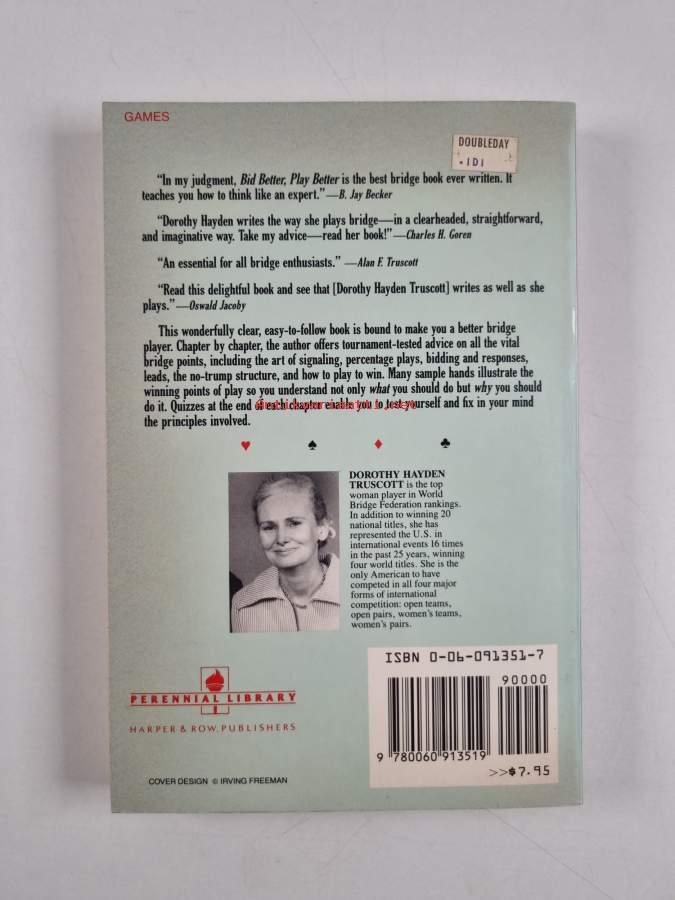 GAMES
DOUBLEDAY
.1D1
“In my judgment, Bid Better, Play Better is the best bridge book ever written. It
teaches you how to think like an expert.”—B. Jay Becker
“Dorothy Hayden writes the way she plays bridge—in a clearheaded, straightforward,
and imaginative way. Take my advice—read her book!”—Charles H. Goren
“An essential for all bridge enthusiasts.” —Alan F. Truscott
“Read this delightful book and see that [Dorothy Hayden Truscott] writes as well as she
plays.”—Oswald Jacoby
This wonderfully clear, easy-to-follow book is bound to make you a better bridge
player. Chapter by chapter, the author offers tournament-tested advice on all the vital
bridge points, including the art of signaling, percentage plays, bidding and responses,
leads, the no-trump structure, and how to play to win. Many sample hands illustrate the
winning points of play so you understand not only what you should do but why you should
do it. Quizzes at the end of each chapter enable you to test yourself and fix in your mind
the principles involved.
DOROTHY HAYDEN
TRUSCOTT is the top
woman player in World
Bridge Federation rankings.
In addition to winning 20
national titles, she has
represented the U.S. in
international events 16 times
in the past 25 years, winning
four world titles. She is the
only American to have
competed in all four major
forms of international
competition: open teams,
open pairs, women's teams,
women's pairs.
ISBN 0-06-091351-7
90000
9 780060 913519
>>$7.95
PERENNIAL LIBRARY
HARPER & ROW, PUBLISHERS
COVER DESIGN © IRVING FREEMAN